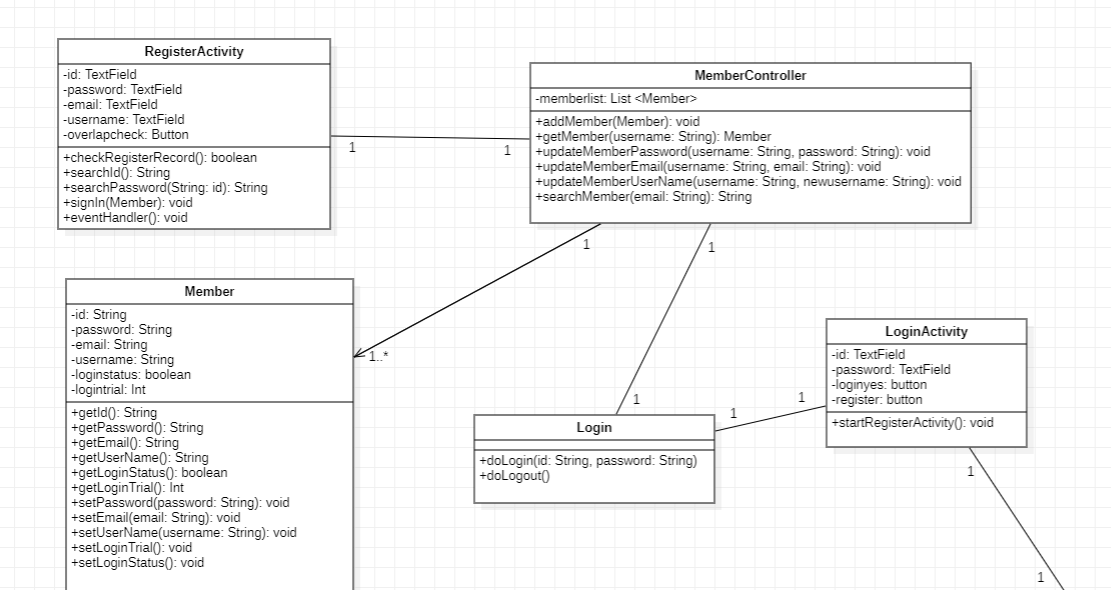 RegisterActivity
-id: TextField
-password: TextField
-email: TextField
-username: TextField
-overlapcheck: Button
+checkRegisterRecord(): boolean
+searchId(): String
+searchPassword(String: id): String
+signIn(Member): void
+eventHandler(): void
1
1
MemberController
-memberlist: List <Member>
+addMember(Member): void
+getMember(username: String): Member
+updateMemberPassword(username: String, password: String): void
+updateMemberEmail(username: String, email: String): void
+updateMemberUserName(username: String, newusername: String): void
+searchMember(email: String): String
1
1
1..*
Member
-id: String
-password: String
-email: String
-username: String
-loginstatus: boolean
-logintrial: Int
+getId(): String
+getPassword(): String
+getEmail(): String
+getUserName(): String
+getLoginStatus(): boolean
+getLoginTrial(): Int
+setPassword(password: String): void
+setEmail(email: String): void
+setUserName(username: String): void
+setLoginTrial(): void
+setLoginStatus(): void
1
Login
+doLogin(id: String, password: String)
+doLogout()
1
1
LoginActivity
-id: TextField
-password: TextField
-loginyes: button
-register: button
+startRegisterActivity(): void
1
1